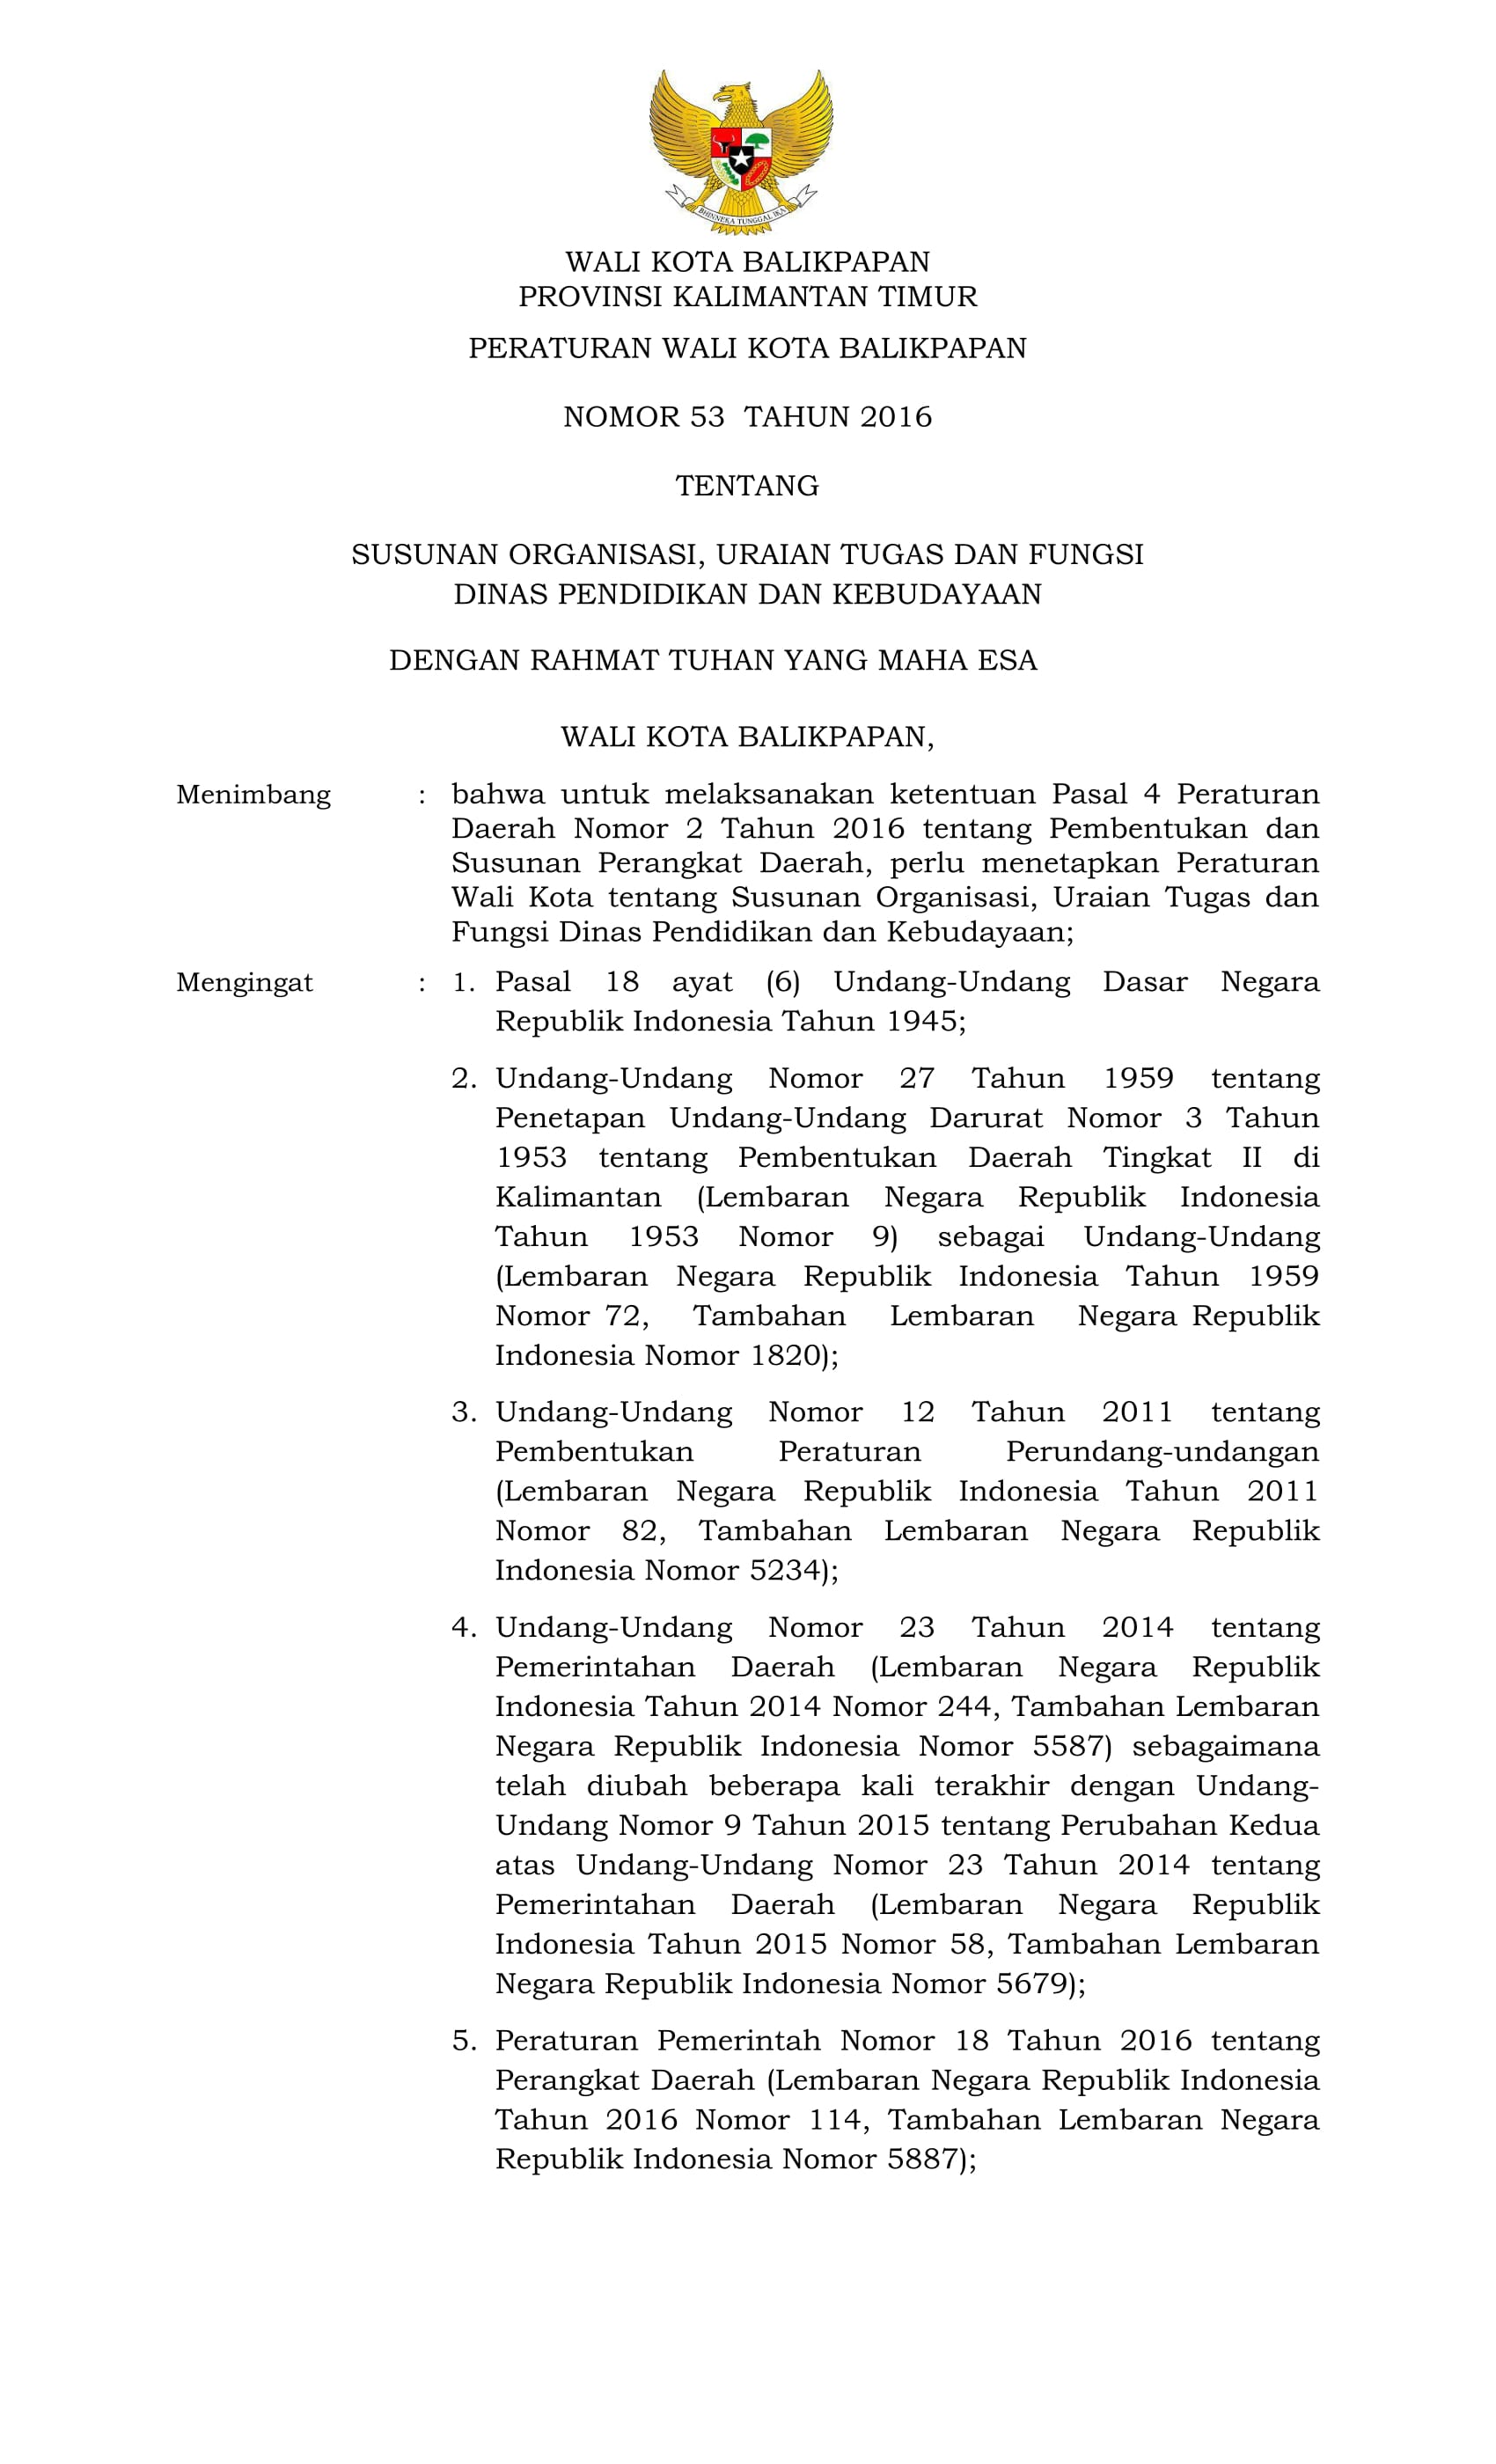 BHINNEKA TUNGGAL IKA
WALI KOTA BALIKPAPAN
PROVINSI KALIMANTAN TIMUR
PERATURAN WALI KOTA BALIKPAPAN
NOMOR 53 TAHUN 2016
TENTANG
SUSUNAN ORGANISASI, URAIAN TUGAS DAN FUNGSI
DINAS PENDIDIKAN DAN KEBUDAYAAN
DENGAN RAHMAT TUHAN YANG MAHA ESA
WALI KOTA BALIKPAPAN,
Menimbang : bahwa untuk melaksanakan ketentuan Pasal 4 Peraturan
Daerah Nomor 2 Tahun 2016 tentang Pembentukan dan
Susunan Perangkat Daerah, perlu menetapkan Peraturan
Wali Kota tentang Susunan Organisasi, Uraian Tugas dan
Fungsi Dinas Pendidikan dan Kebudayaan;
Mengingat : 1. Pasal 18 ayat (6) Undang-Undang Dasar Negara
Republik Indonesia Tahun 1945;
2. Undang-Undang Nomor 27 Tahun 1959 tentang
Penetapan Undang-Undang Darurat Nomor 3 Tahun
1953 tentang Pembentukan Daerah Tingkat II di
Kalimantan (Lembaran Negara Republik Indonesia
Tahun 1953 Nomor 9) sebagai Undang-Undang
(Lembaran Negara Republik Indonesia Tahun 1959
Nomor 72, Tambahan Lembaran Negara Republik
Indonesia Nomor 1820);
3. Undang-Undang Nomor 12 Tahun 2011 tentang
Pembentukan Peraturan Perundang-undangan
(Lembaran Negara Republik Indonesia Tahun 2011
Nomor 82, Tambahan Lembaran Negara Republik
Indonesia Nomor 5234);
4. Undang-Undang Nomor 23 Tahun 2014 tentang
Pemerintahan Daerah (Lembaran Negara Republik
Indonesia Tahun 2014 Nomor 244, Tambahan Lembaran
Negara Republik Indonesia Nomor 5587) sebagaimana
telah diubah beberapa kali terakhir dengan Undang-
Undang Nomor 9 Tahun 2015 tentang Perubahan Kedua
atas Undang-Undang Nomor 23 Tahun 2014 tentang
Pemerintahan Daerah (Lembaran Negara Republik
Indonesia Tahun 2015 Nomor 58, Tambahan Lembaran
Negara Republik Indonesia Nomor 5679);
5. Peraturan Pemerintah Nomor 18 Tahun 2016 tentang
Perangkat Daerah (Lembaran Negara Republik Indonesia
Tahun 2016 Nomor 114, Tambahan Lembaran Negara
Republik Indonesia Nomor 5887);